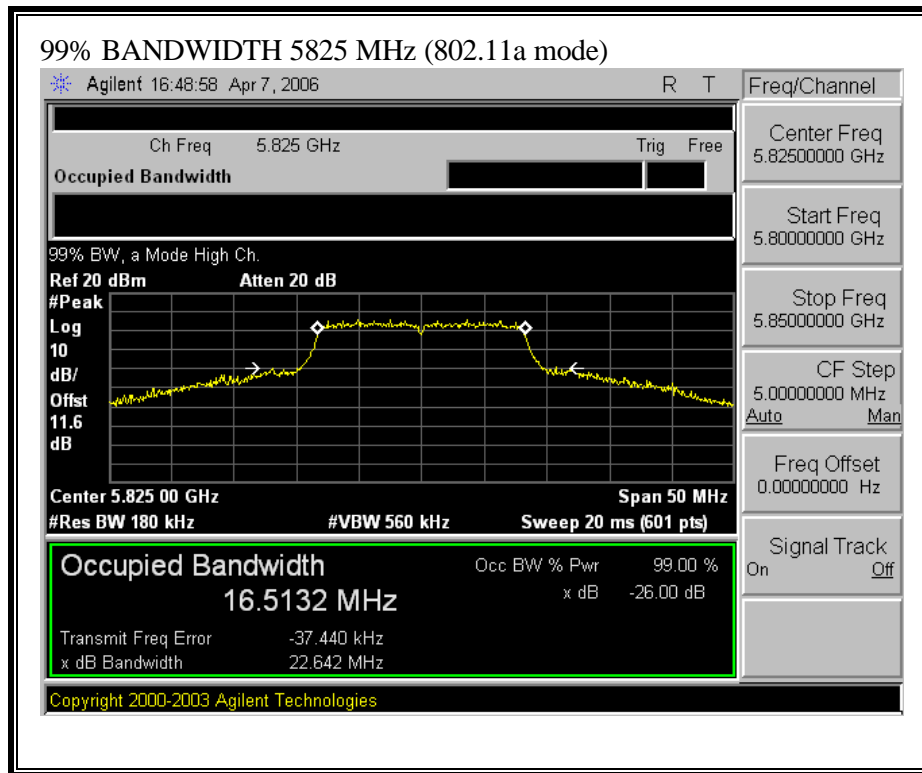 99% BANDWIDTH 5825 MHz (802.11a mode)
Agilent 16:48:58 Apr 7, 2006 R T
Freq/Channel
Ch Freq 5.825 GHz Trig Free
Occupied Bandwidth
Center Freq
5.82500000 GHz
Start Freq
5.80000000 GHz
Stop Freq
5.85000000 GHz
CF Step
5.00000000 MHz
Auto Man
Freq Offset
0.00000000 Hz
Signal Track
On Off
99% BW, a Mode High Ch.
Ref 20 dBm Atten 20 dB
#Peak
Log
10
dB/
Offst
11.6
dB
Center 5.825 00 GHz Span 50 MHz
#Res BW 180 kHz #VBW 560 kHz Sweep 20 ms (601 pts)
Occupied Bandwidth
16.5132 MHz
Occ BW % Pwr 99.00 %
x dB -26.00 dB
Transmit Freq Error -37.440 kHz
x dB Bandwidth 22.642 MHz
Copyright 2000-2003 Agilent Technologies